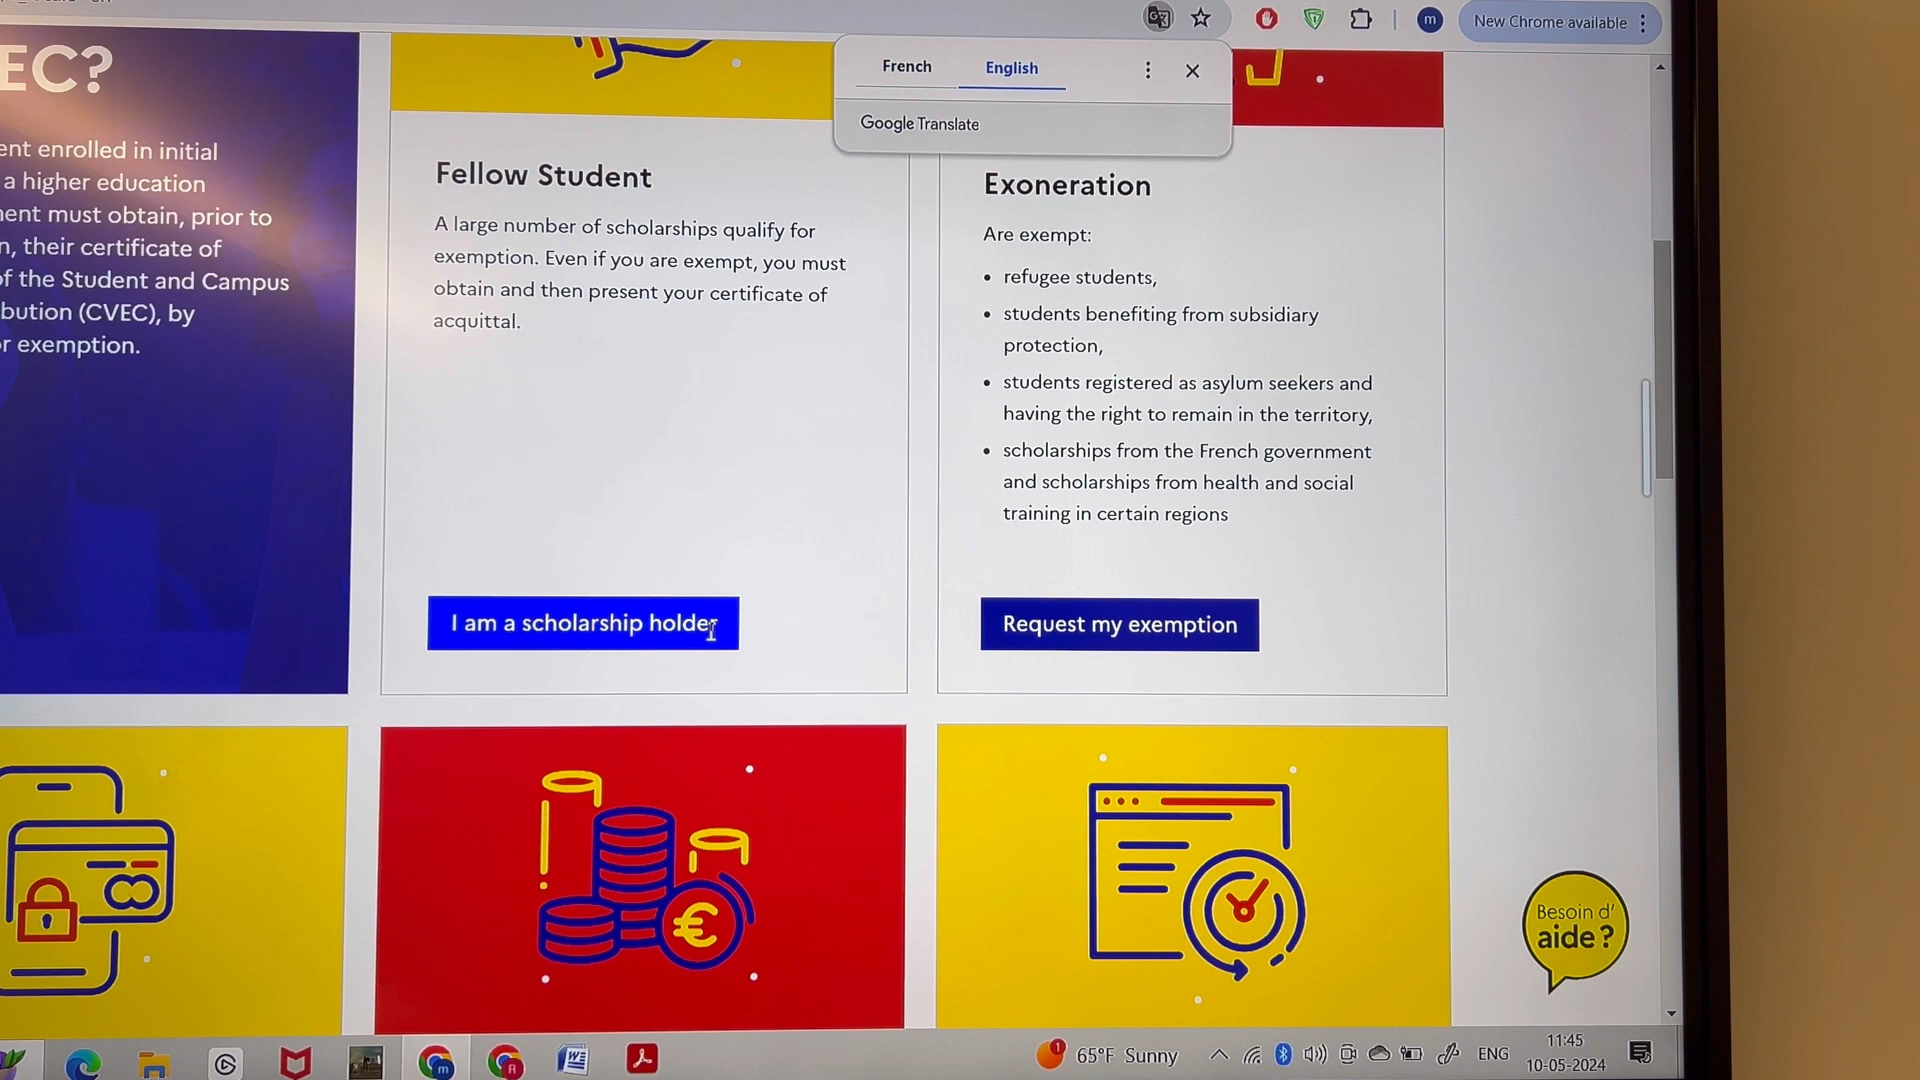 New Chrome available
m
French
English
Google Translate
EC?
ent enrolled in initial
a higher education
ment must obtain, prior to
n, their certificate of
of the Student and Campus
bution (CVEC), by
r exemption.
Fellow Student
A large number of scholarships qualify for
exemption. Even if you are exempt, you must
obtain and then present your certificate of
acquittal.
I am a scholarship holder
Exoneration
Are exempt:
• refugee students,
• students benefiting from subsidiary
protection,
• students registered as asylum seekers and
having the right to remain in the territory,
• scholarships from the French government
and scholarships from health and social
training in certain regions
Request my exemption
€
Besoin d'
aide ?
m
R
W
1
65°F Sunny
ENG
11:45
10-05-2024